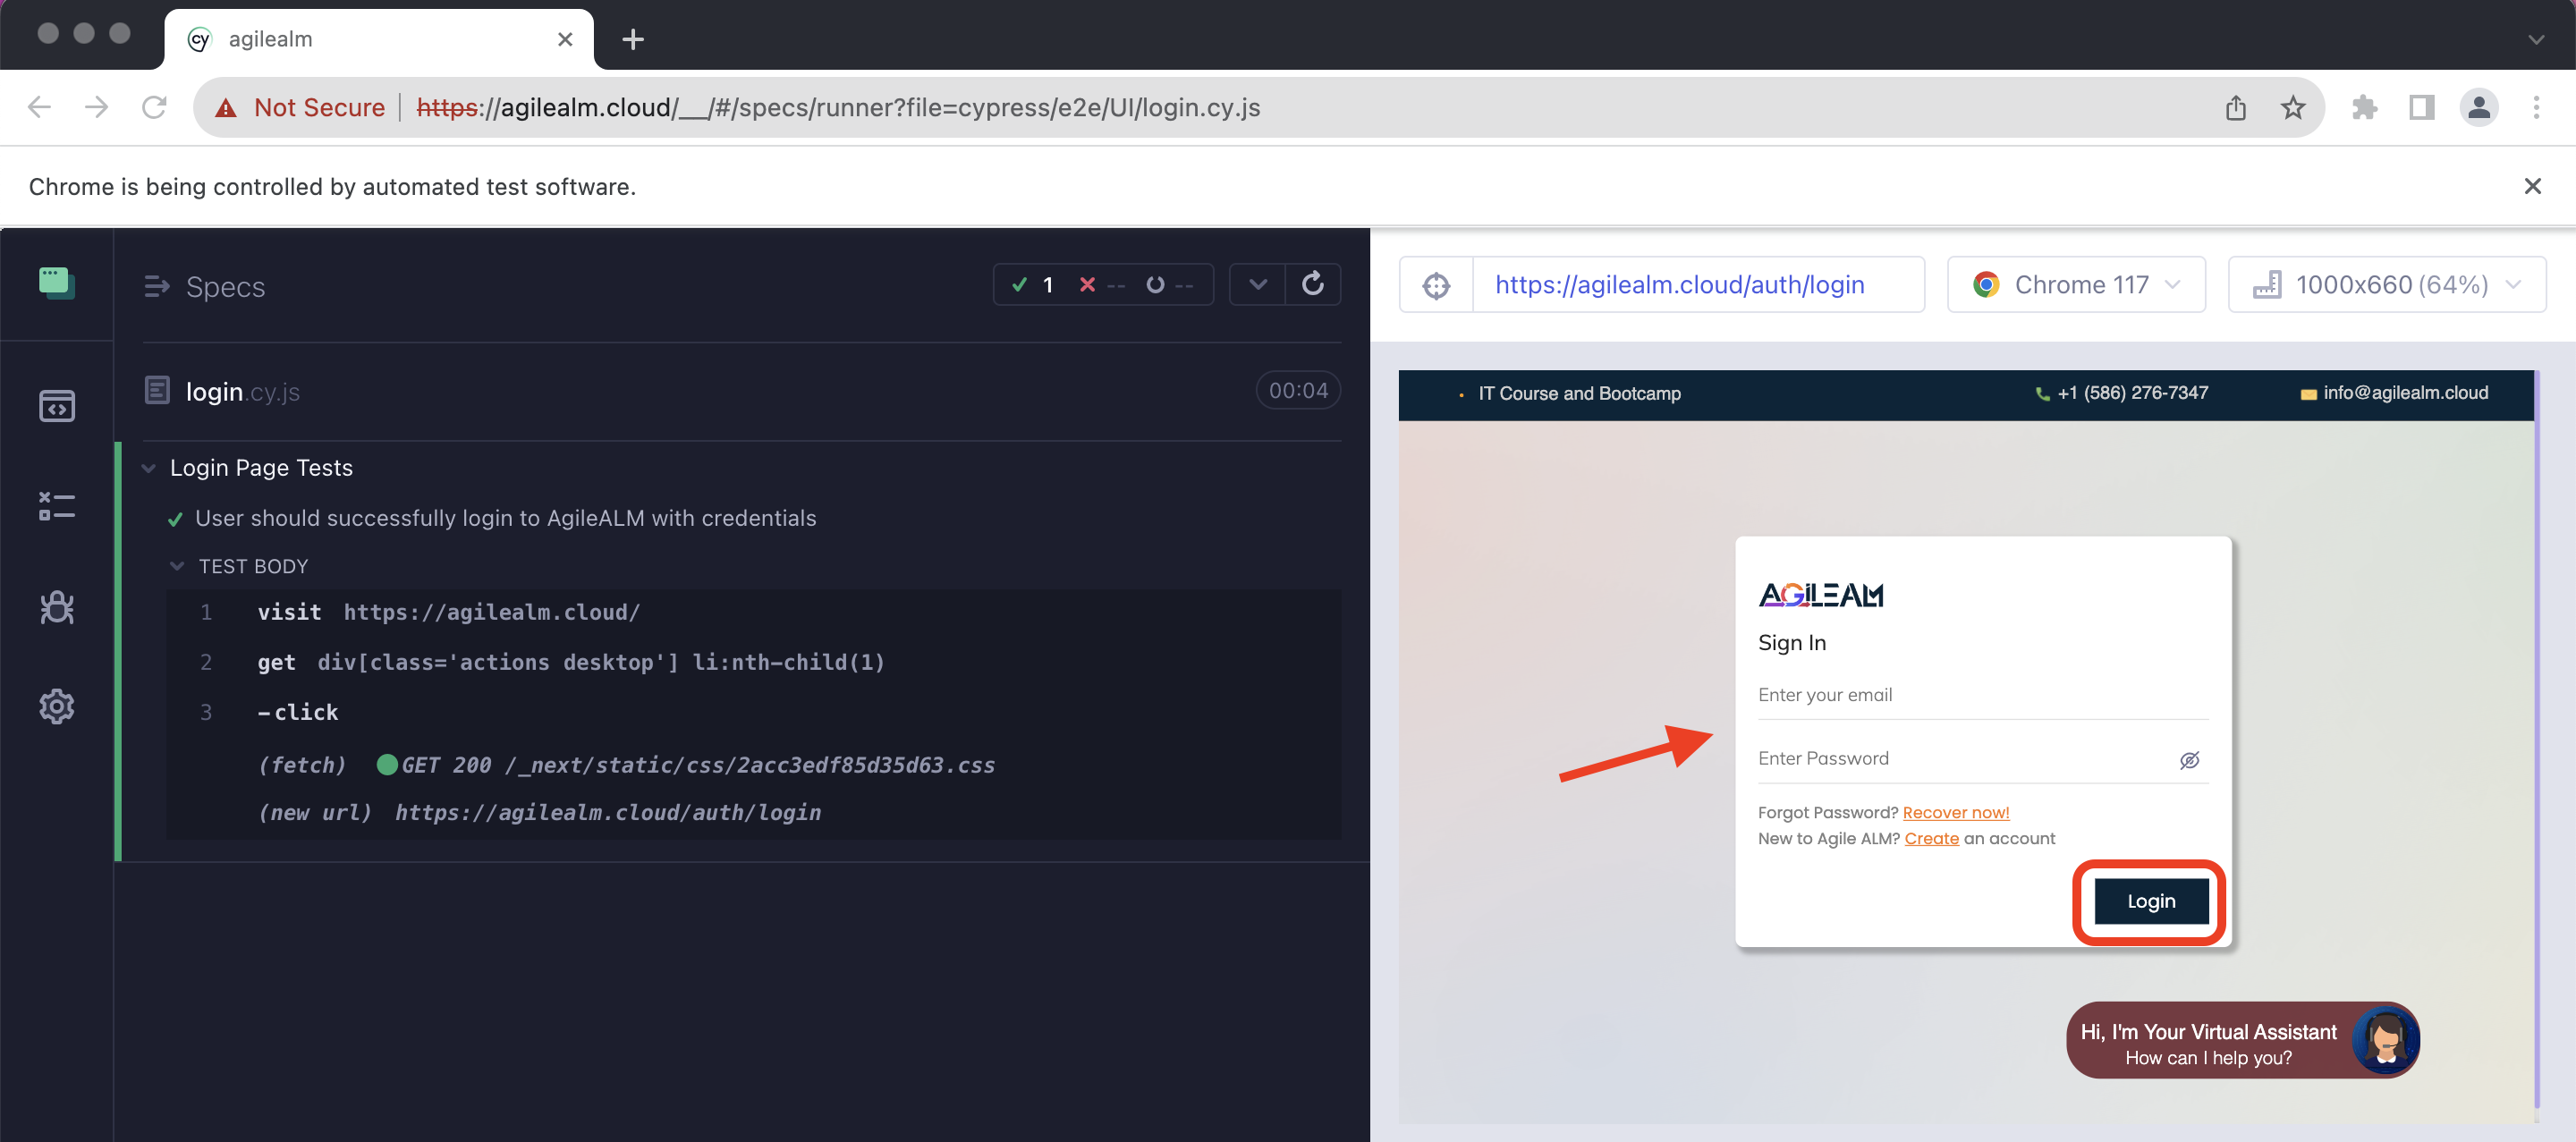 cy agilealm
Not Secure https://agilealm.cloud/__/#/specs/runner?file=cypress/e2e/UI/login.cy.js
Chrome is being controlled by automated test software.
Specs
1 -- --
https://agilealm.cloud/auth/login
Chrome 117
1000x660 (64%)
login.cy.js
00:04
Login Page Tests
User should successfully login to AgileALM with credentials
TEST BODY
1 visit https://agilealm.cloud/
2 get div[class='actions desktop'] li:nth-child(1)
3 -click
(fetch) GET 200 /_next/static/css/2acc3edf85d35d63.css
(new url) https://agilealm.cloud/auth/login
IT Course and Bootcamp
+1 (586) 276-7347
info@agilealm.cloud
AGiLEALM
Sign In
Enter your email
Enter Password
Forgot Password? Recover now!
New to Agile ALM? Create an account
Login
Hi, I'm Your Virtual Assistant
How can I help you?